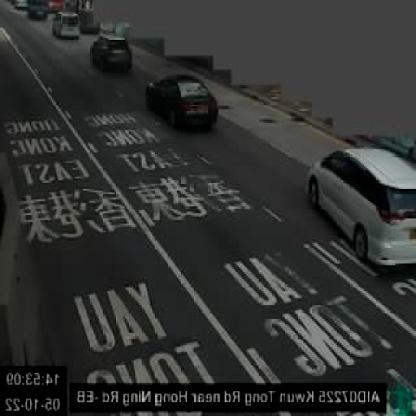 HONG HONG
KONG KONG
EAST EAST
香港東 香港東
YAU YAU
TONG TONG
14:53:09
05-10-22
AID07225 Kwun Tong Rd near Hong Ning Rd -EB